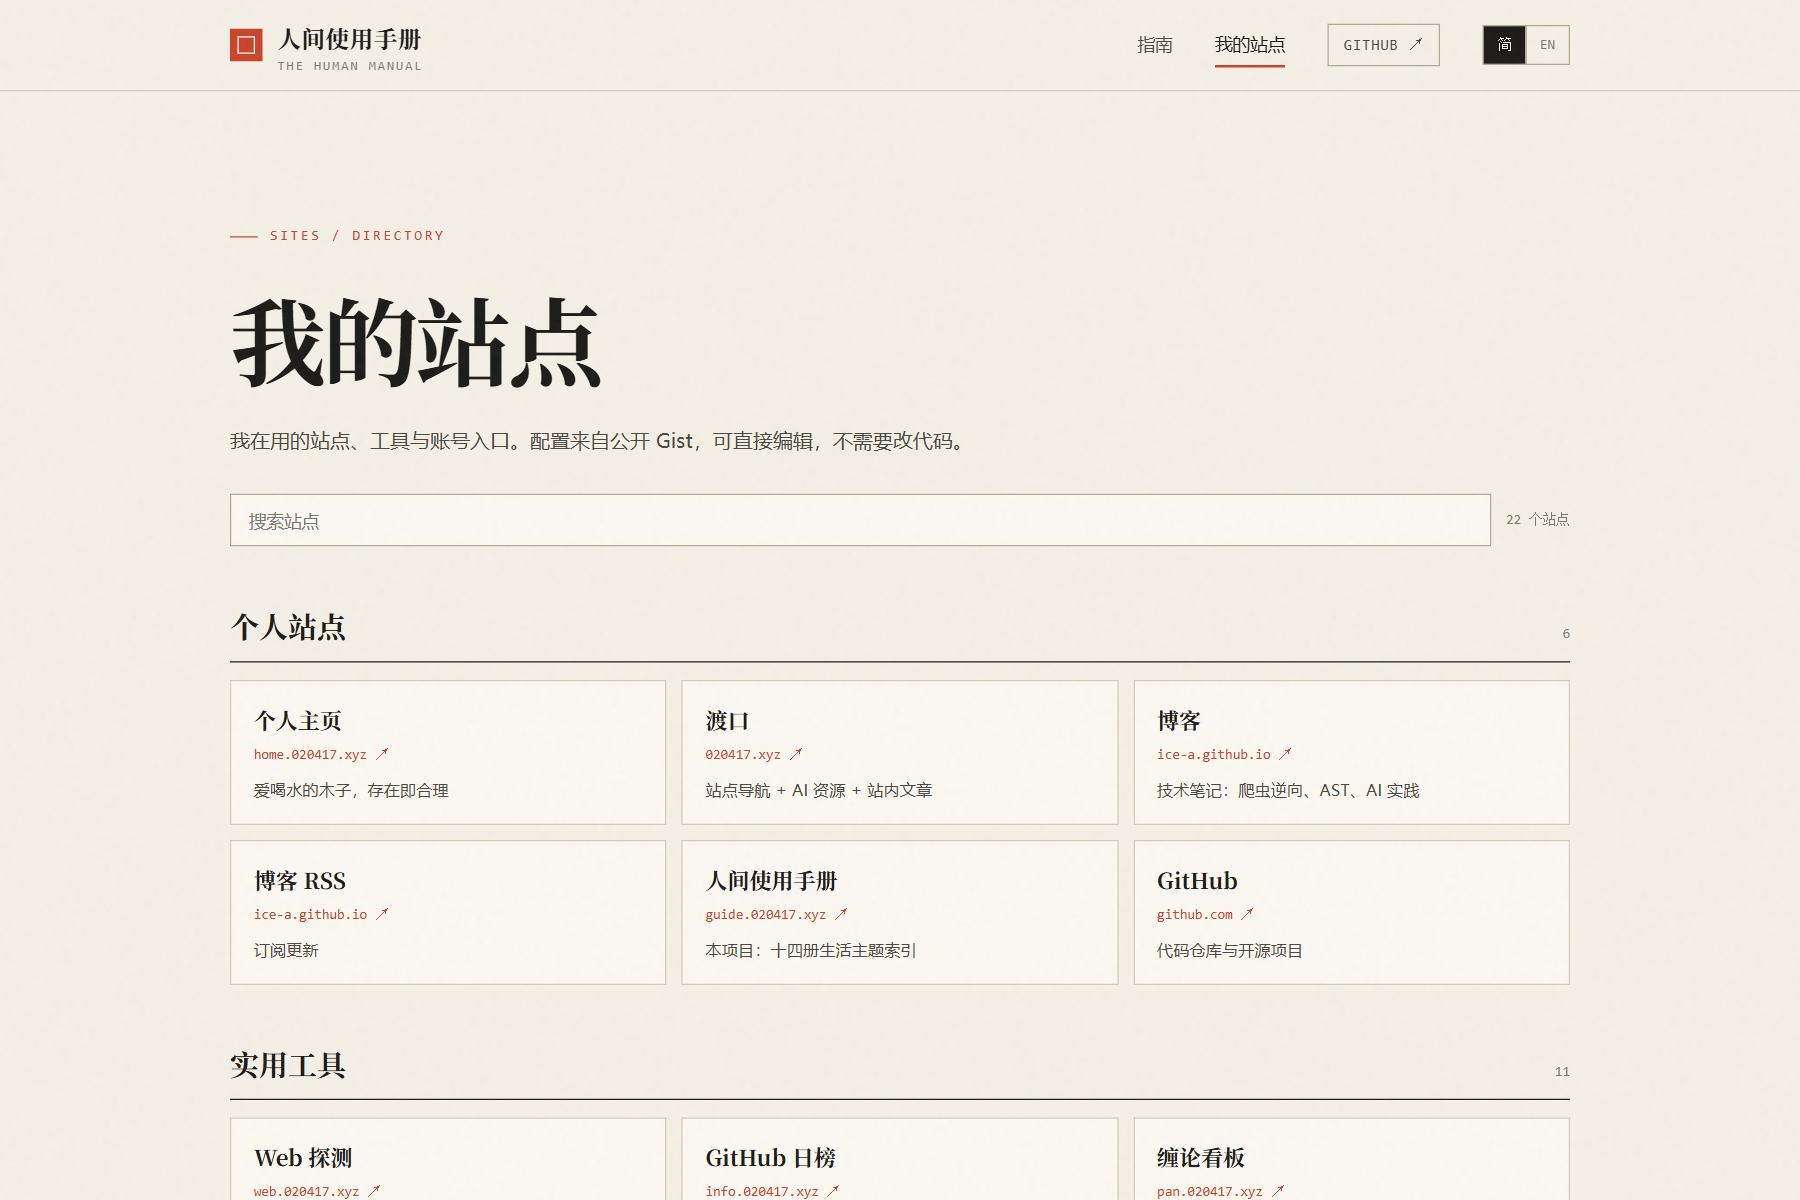 人间使用手册
THE HUMAN MANUAL
指南
我的站点
GITHUB ↗
简
EN
SITES / DIRECTORY
我的站点
我在用的站点、工具与账号入口。配置来自公开 Gist，可直接编辑，不需要改代码。
搜索站点
22 个站点
个人站点
6
个人主页
home.020417.xyz ↗
爱喝水的木子，存在即合理
渡口
020417.xyz ↗
站点导航 + AI 资源 + 站内文章
博客
ice-a.github.io ↗
技术笔记：爬虫逆向、AST、AI 实践
博客 RSS
ice-a.github.io ↗
订阅更新
人间使用手册
guide.020417.xyz ↗
本项目：十四册生活主题索引
GitHub
github.com ↗
代码仓库与开源项目
实用工具
11
Web 探测
web.020417.xyz ↗
GitHub 日榜
info.020417.xyz ↗
缠论看板
pan.020417.xyz ↗